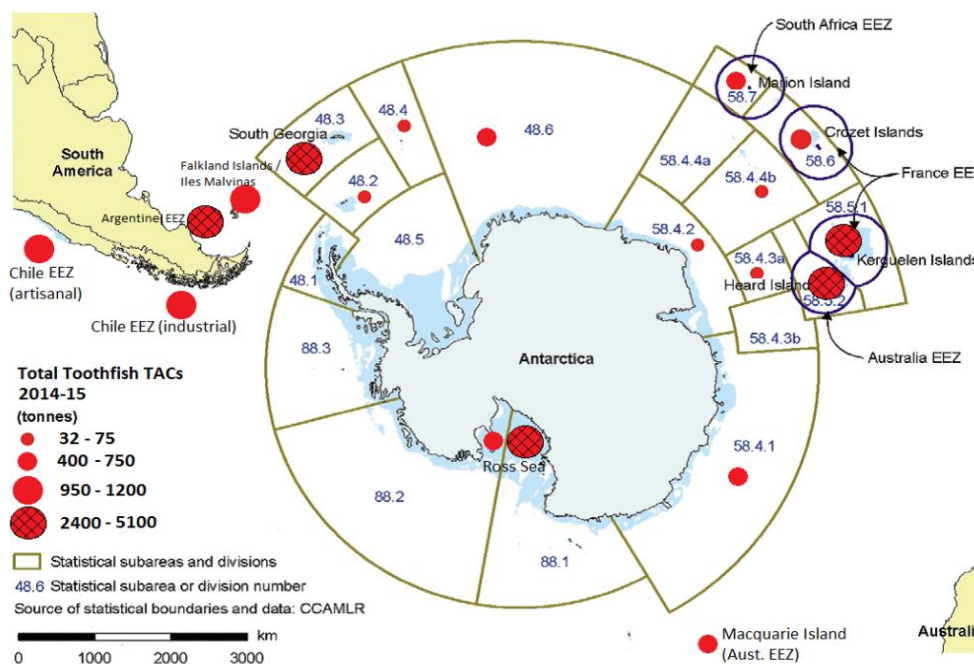 South Africa EEZ
Marion Island
58.7
48.3
48.4
48.6
South Georgia
Crozet Islands
58.6
South
America
Falkland Islands /
Iles Malvinas
58.4.4a
48.2
58.4.4b
France EE
Argentine EEZ
58.5.1
48.5
58.4.2
Kerguelen Islands
58.4.3a
Chile EEZ
(artisanal)
48.1
Heard Island
58.5.2
Chile EEZ (industrial)
58.4.3b
88.3
Antarctica
Australia EEZ
Total Toothfish TACs
2014-15
(tonnes)
32 - 75
400 - 750
950 - 1200
2400 - 5100
Ross Sea
58.4.1
88.2
88.1
Statistical subareas and divisions
48.6 Statistical subarea or division number
Source of statistical boundaries and data: CCAMLR
km
0 1000 2000 3000
Macquarie Island
(Aust. EEZ)
Australi